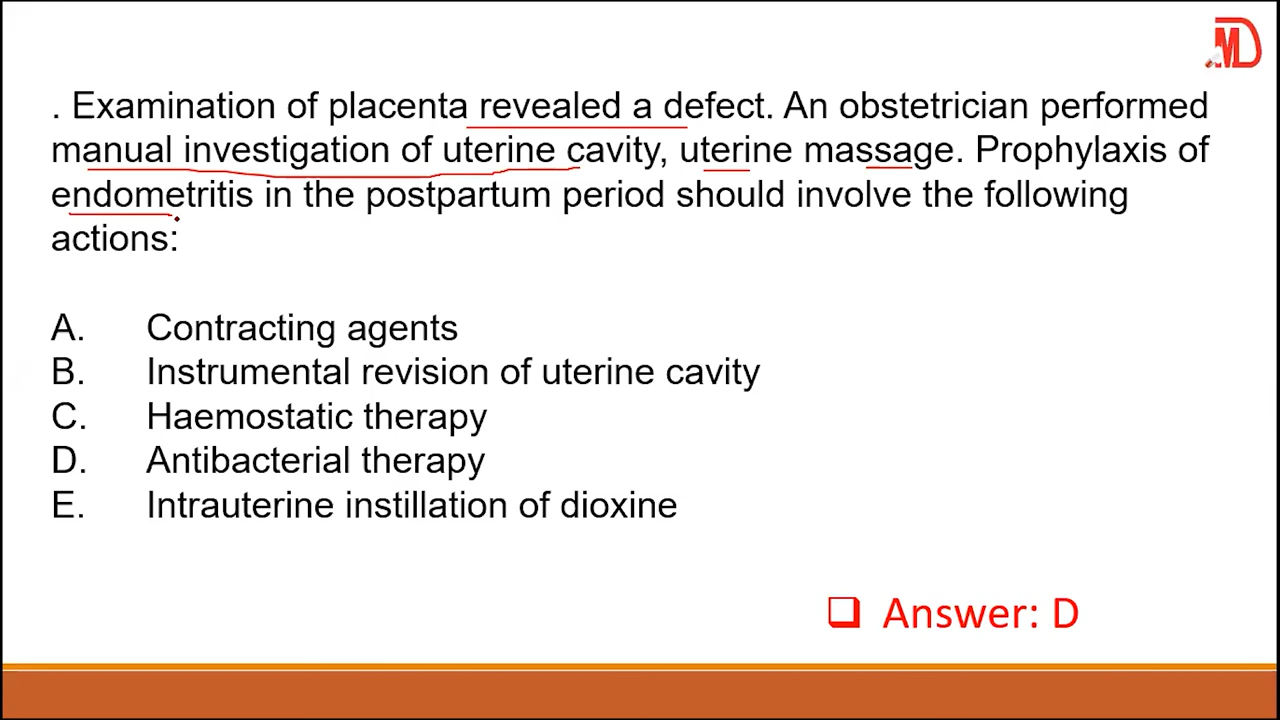 MD
. Examination of placenta revealed a defect. An obstetrician performed
manual investigation of uterine cavity, uterine massage. Prophylaxis of
endometritis in the postpartum period should involve the following
actions:
A. Contracting agents
B. Instrumental revision of uterine cavity
C. Haemostatic therapy
D. Antibacterial therapy
E. Intrauterine instillation of dioxine
Answer: D